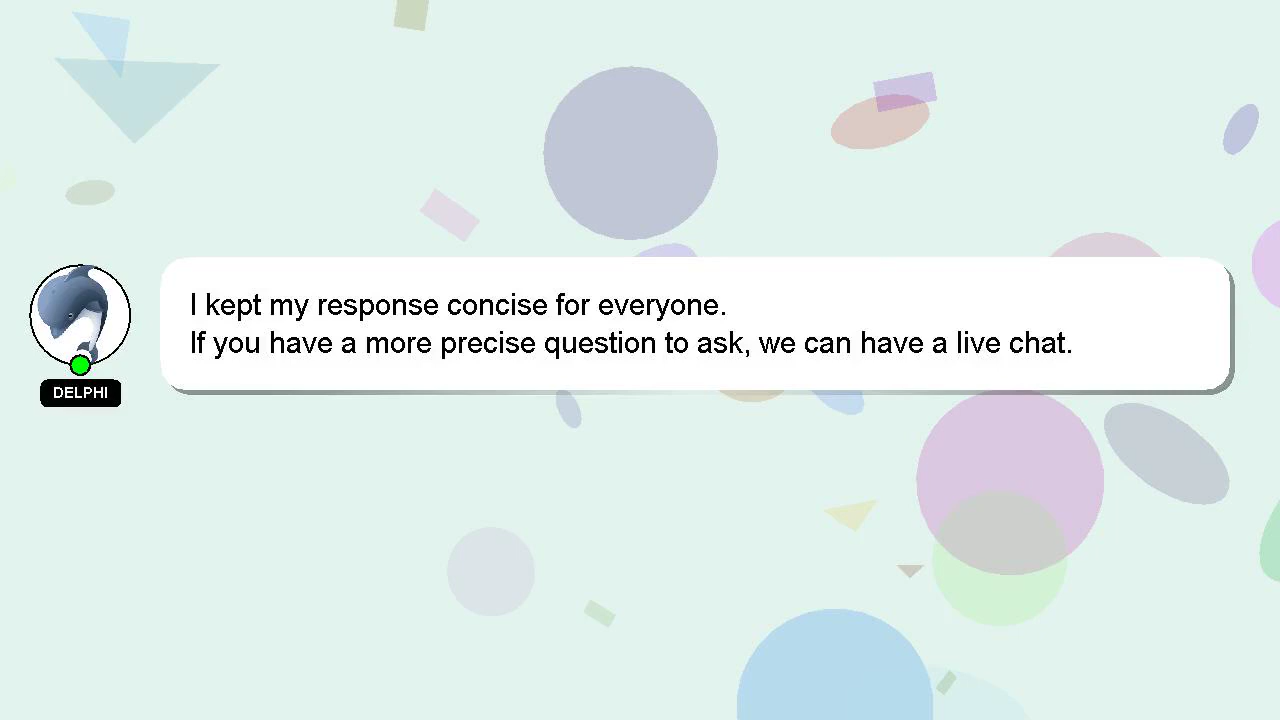 I kept my response concise for everyone.
If you have a more precise question to ask, we can have a live chat.
DELPHI